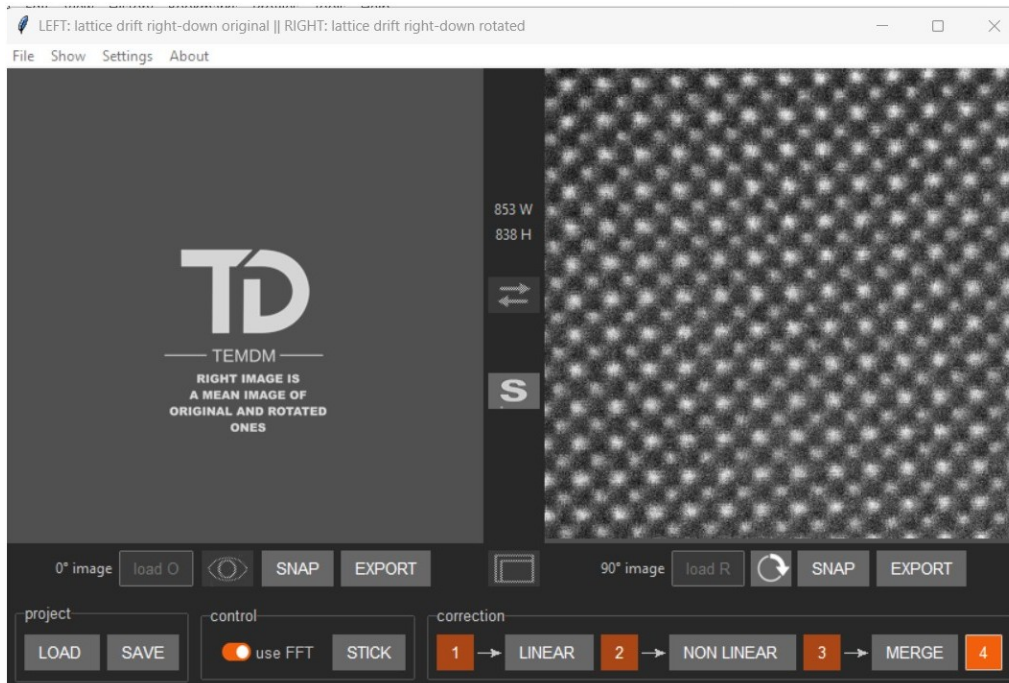 LEFT: lattice drift right-down original || RIGHT: lattice drift right-down rotated
File Show Settings About
853 W
838 H
TD
TEMDM
RIGHT IMAGE IS
A MEAN IMAGE OF
ORIGINAL AND ROTATED
ONES
S
0° image load O SNAP EXPORT
90° image load R SNAP EXPORT
project
LOAD SAVE
control
use FFT STICK
correction
1 LINEAR 2 NON LINEAR 3 MERGE 4